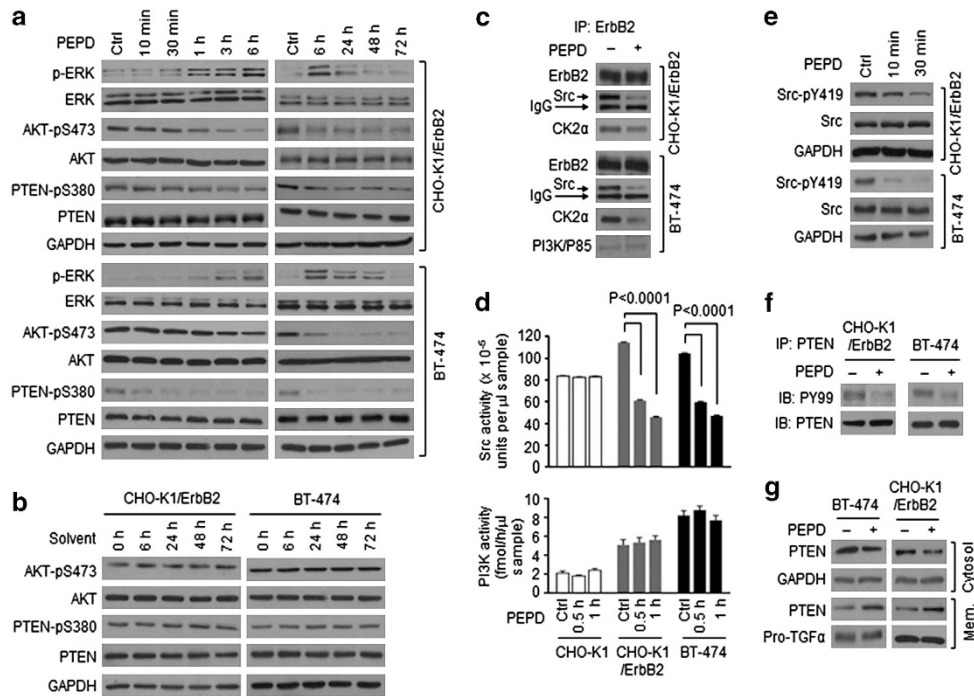 a
PEPD Ctrl 10 min 30 min 1 h 3 h 6 h Ctrl 6 h 24 h 48 h 72 h
p-ERK
ERK
AKT-pS473
AKT
PTEN-pS380
PTEN
GAPDH
CHO-K1/ErbB2
p-ERK
ERK
AKT-pS473
AKT
PTEN-pS380
PTEN
GAPDH
BT-474
b
CHO-K1/ErbB2 BT-474
Solvent 0 h 6 h 24 h 48 h 72 h 0 h 6 h 24 h 48 h 72 h
AKT-pS473
AKT
PTEN-pS380
PTEN
GAPDH
c
IP: ErbB2
PEPD – +
ErbB2
Src
IgG
CK2α
CHO-K1/ErbB2
ErbB2
Src
IgG
CK2α
PI3K/P85
BT-474
d
P<0.0001
P<0.0001
Src activity (x 10⁻⁵ units per µl sample)
120
100
80
60
40
20
0
PI3K activity (fmol/h/µl sample)
10
8
6
4
2
0
PEPD Ctrl 0.5 h 1 h Ctrl 0.5 h 1 h Ctrl 0.5 h 1 h
CHO-K1 CHO-K1/ErbB2 BT-474
e
PEPD Ctrl 10 min 30 min
Src-pY419
Src
GAPDH
CHO-K1/ErbB2
Src-pY419
Src
GAPDH
BT-474
f
IP: PTEN CHO-K1/ErbB2 BT-474
PEPD – + – +
IB: PY99
IB: PTEN
g
BT-474 CHO-K1/ErbB2
PEPD – + – +
PTEN
GAPDH
Cytosol
PTEN
Pro-TGFα
Mem.